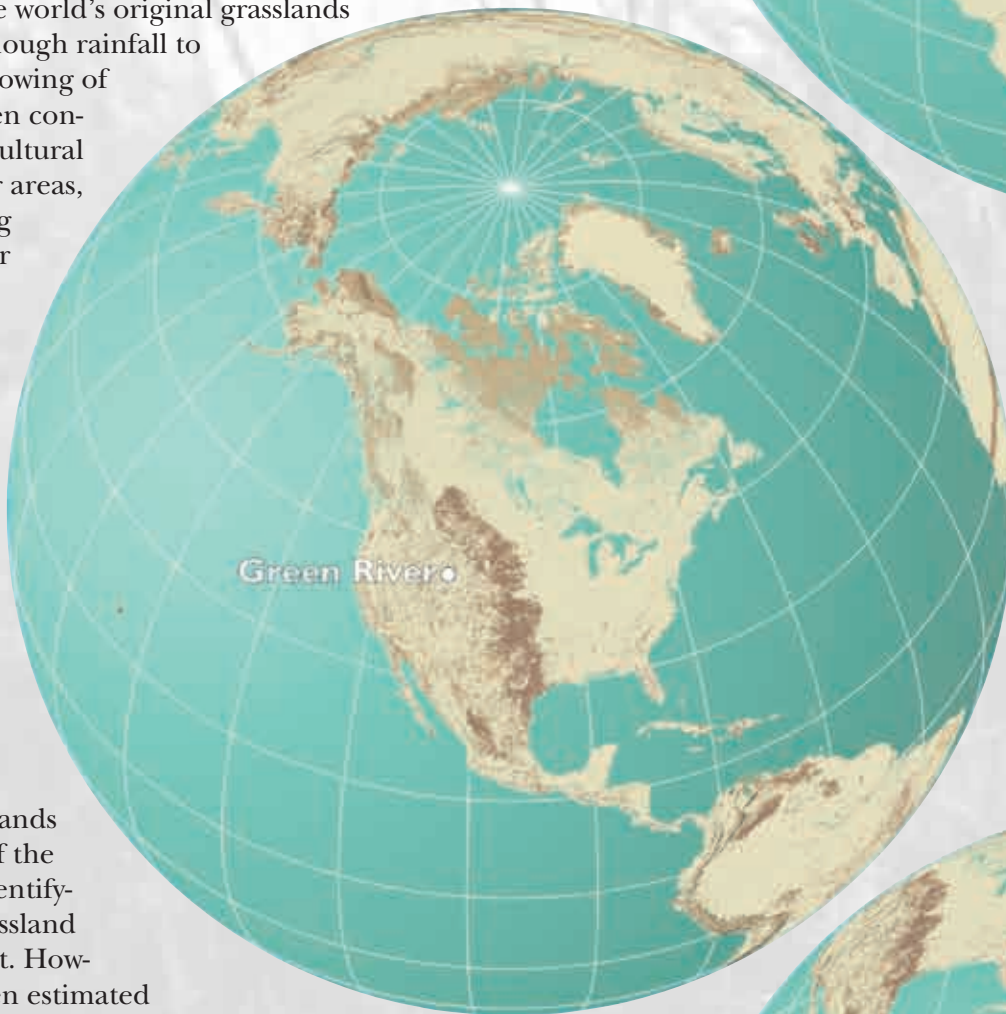 e world's original grasslands
ough rainfall to
owing of
en con-
ultural
r areas,
g
r
Green River
ands
f the
entify-
ssland
t. How-
en estimated